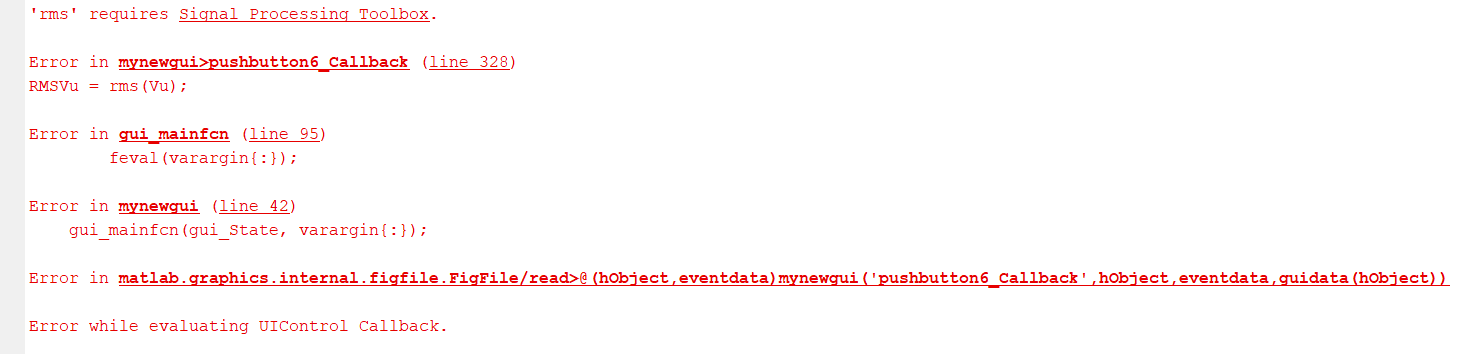 'rms' requires Signal Processing Toolbox.
Error in mynewgui>pushbutton6_Callback (line 328)
RMSVu = rms(Vu);
Error in gui_mainfcn (line 95)
feval(varargin{:});
Error in mynewgui (line 42)
gui_mainfcn(gui_State, varargin{:});
Error in matlab.graphics.internal.figfile.FigFile/read>@(hObject,eventdata)mynewgui('pushbutton6_Callback',hObject,eventdata,guidata(hObject))
Error while evaluating UIControl Callback.